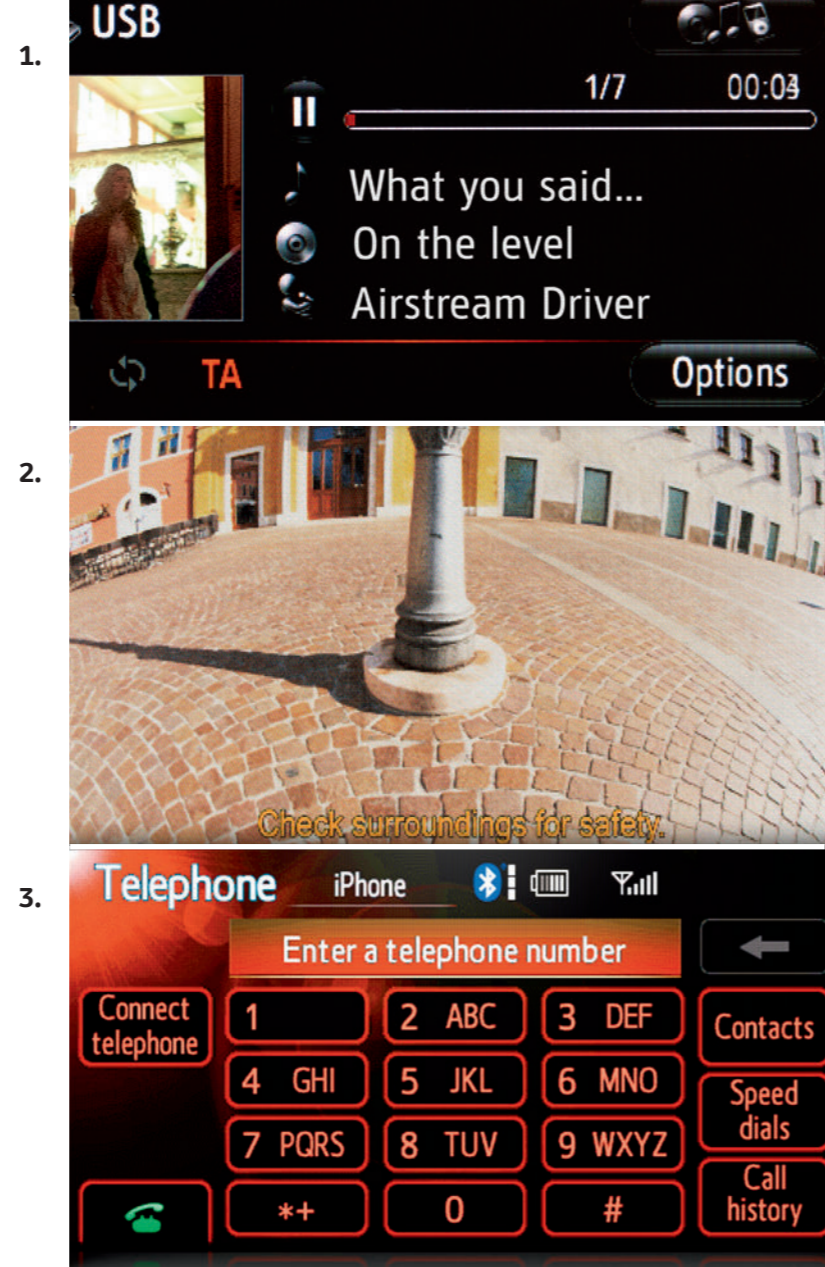 1.
USB
1/7 00:04
What you said...
On the level
Airstream Driver
TA
Options
2.
Check surroundings for safety.
3.
Telephone iPhone
Enter a telephone number
Connect
telephone
1
2 ABC
3 DEF
Contacts
4 GHI
5 JKL
6 MNO
Speed
dials
7 PQRS
8 TUV
9 WXYZ
Call
history
*+
0
#